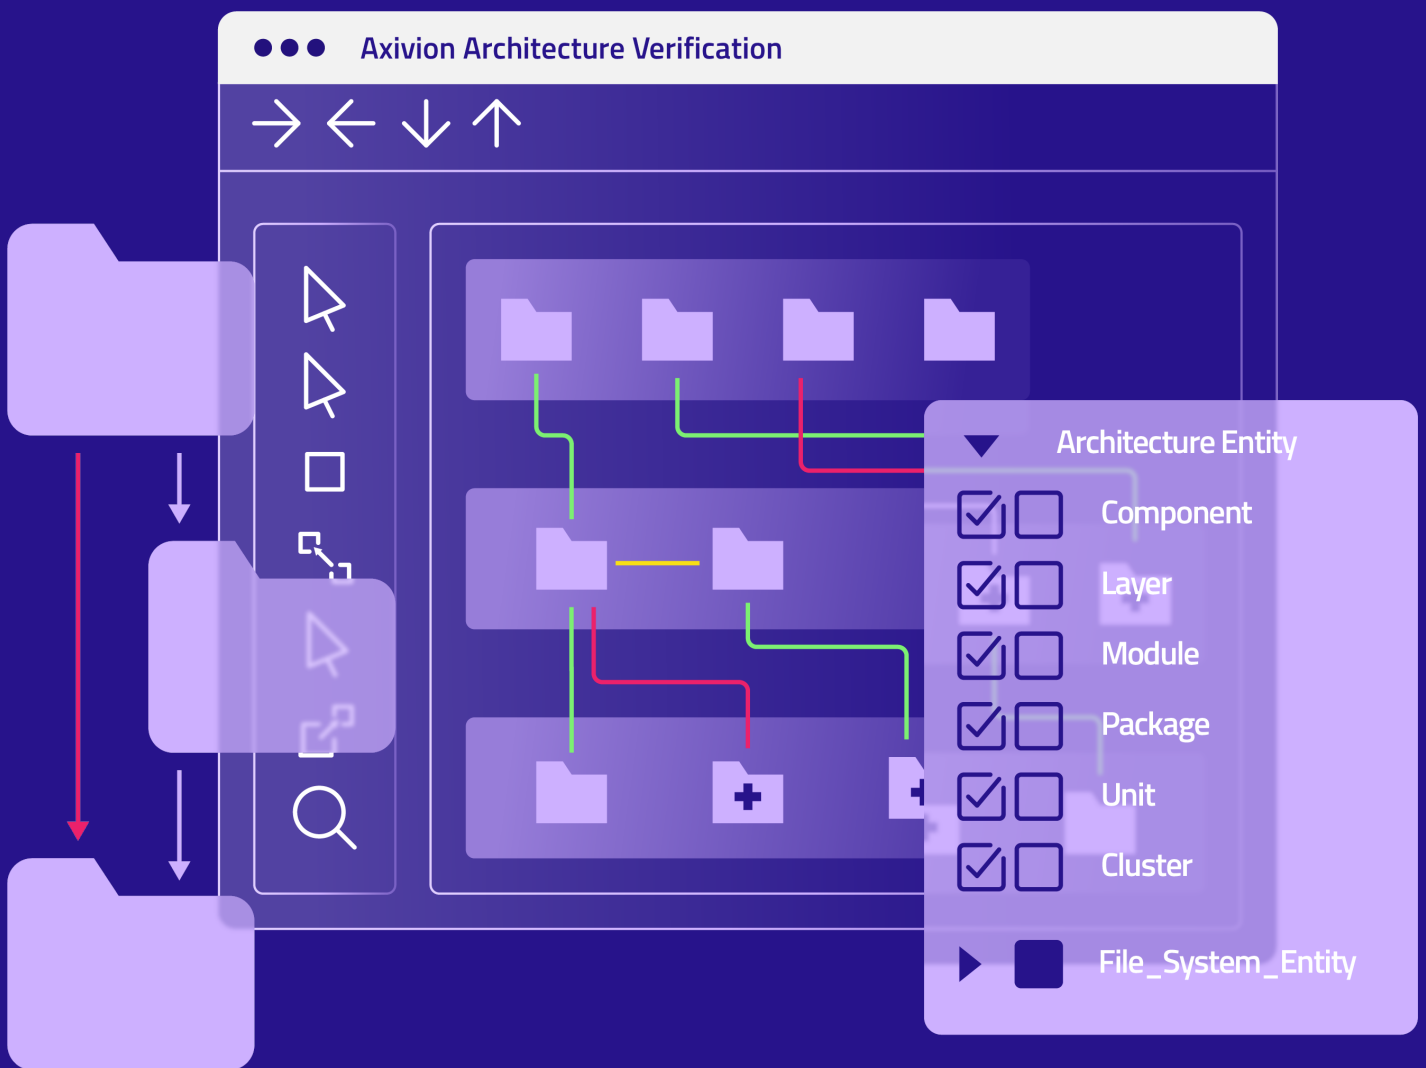 Axivion Architecture Verification
Architecture Entity
Component
Layer
Module
Package
Unit
Cluster
File_System_Entity